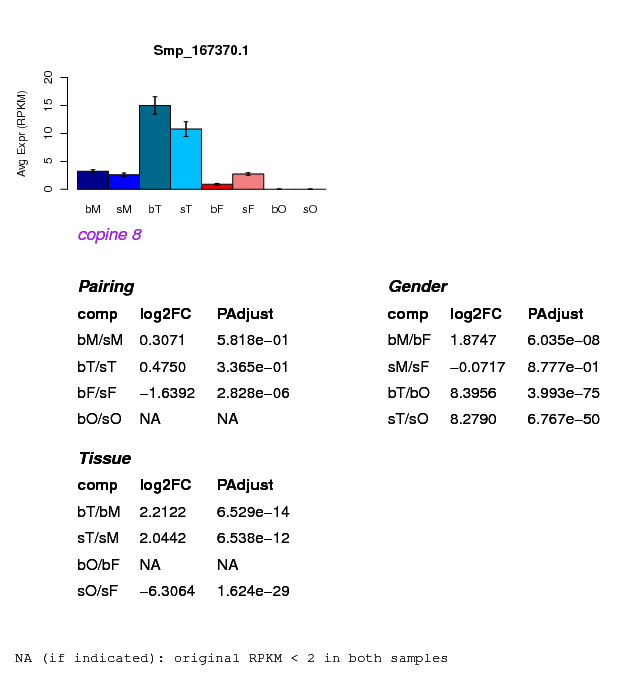 Smp_167370.1
Avg Expr (RPKM)
20
15
10
5
0
bM sM bT sT bF sF bO sO
copine 8
Pairing
comp log2FC PAdjust
bM/sM 0.3071 5.818e−01
bT/sT 0.4750 3.365e−01
bF/sF −1.6392 2.828e−06
bO/sO NA NA
Gender
comp log2FC PAdjust
bM/bF 1.8747 6.035e−08
sM/sF −0.0717 8.777e−01
bT/bO 8.3956 3.993e−75
sT/sO 8.2790 6.767e−50
Tissue
comp log2FC PAdjust
bT/bM 2.2122 6.529e−14
sT/sM 2.0442 6.538e−12
bO/bF NA NA
sO/sF −6.3064 1.624e−29
NA (if indicated): original RPKM < 2 in both samples